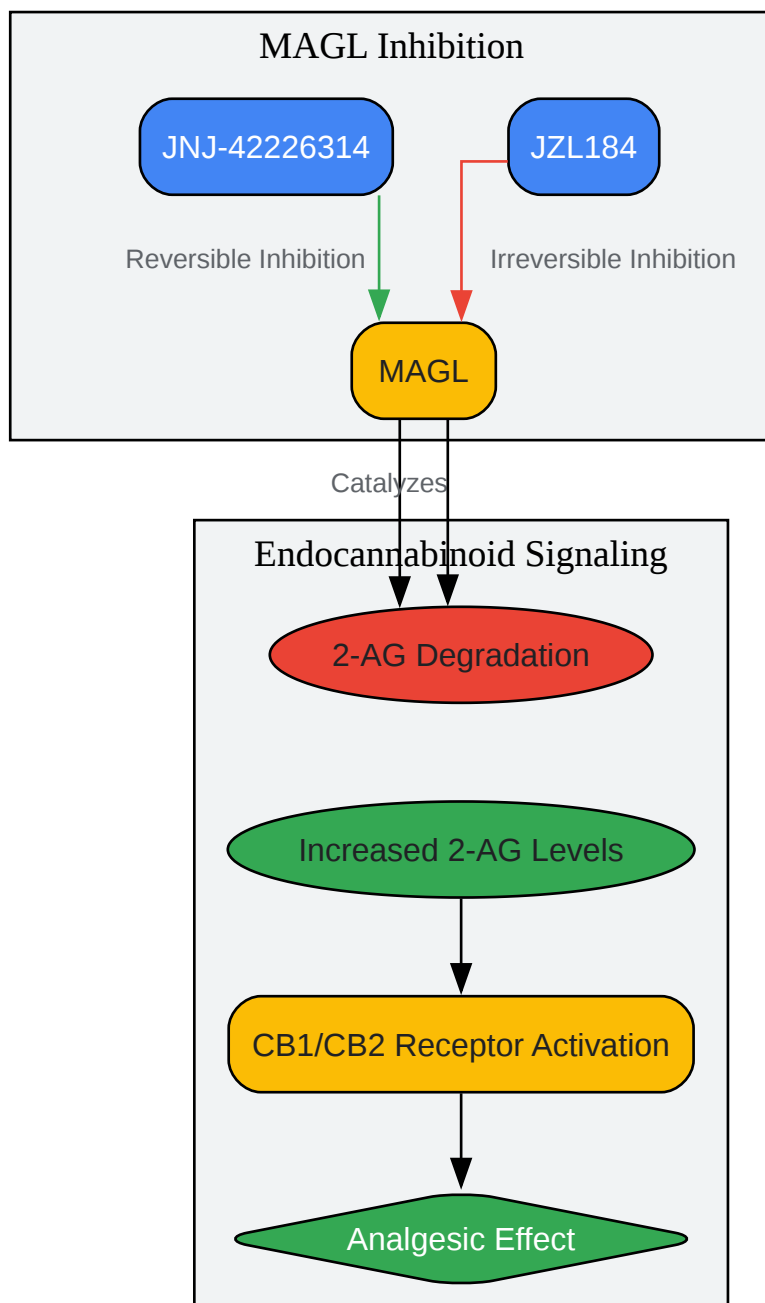 MAGL Inhibition
JNJ-42226314
JZL184
Reversible Inhibition
Irreversible Inhibition
MAGL
Catalyzes
Endocannabinoid Signaling
2-AG Degradation
Increased 2-AG Levels
CB1/CB2 Receptor Activation
Analgesic Effect